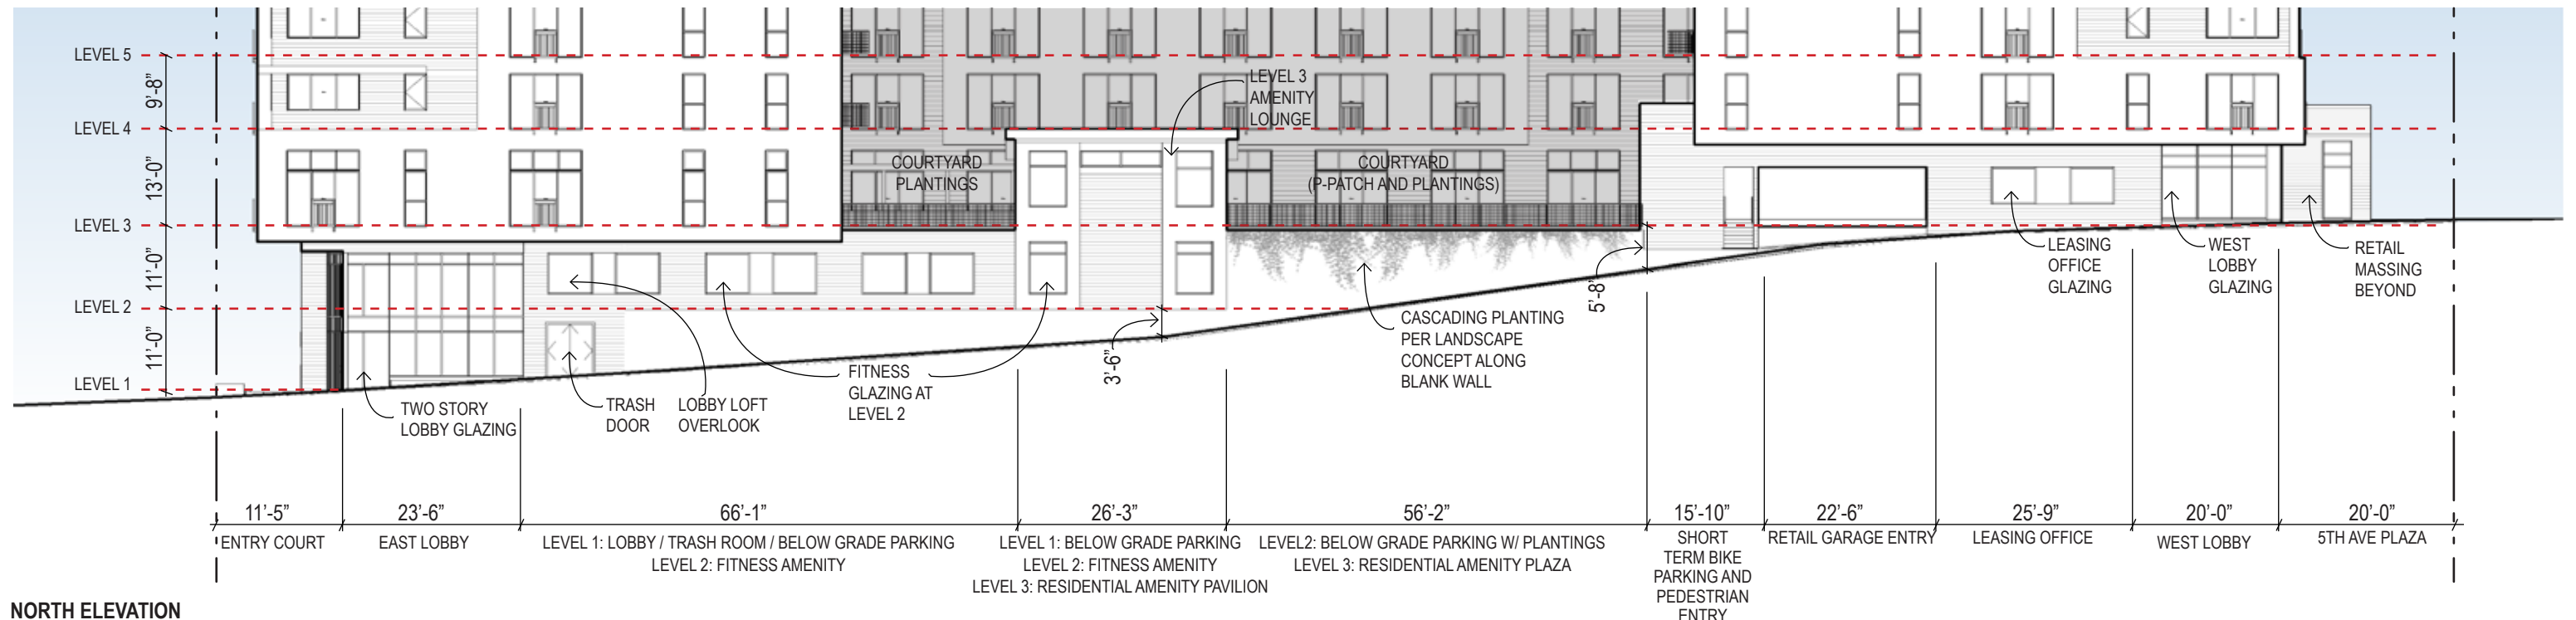 LEVEL 5
9'-8"
LEVEL 4
13'-0"
LEVEL 3
11'-0"
LEVEL 2
11'-0"
LEVEL 1
LEVEL 3
AMENITY
LOUNGE
COURTYARD
PLANTINGS
COURTYARD
(P-PATCH AND PLANTINGS)
TWO STORY
LOBBY GLAZING
TRASH
DOOR
LOBBY LOFT
OVERLOOK
FITNESS
GLAZING AT
LEVEL 2
3'-6"
CASCADING PLANTING
PER LANDSCAPE
CONCEPT ALONG
BLANK WALL
5'-8"
LEASING
OFFICE
GLAZING
WEST
LOBBY
GLAZING
RETAIL
MASSING
BEYOND
11'-5"
ENTRY COURT
23'-6"
EAST LOBBY
66'-1"
LEVEL 1: LOBBY / TRASH ROOM / BELOW GRADE PARKING
LEVEL 2: FITNESS AMENITY
26'-3"
LEVEL 1: BELOW GRADE PARKING
LEVEL 2: FITNESS AMENITY
LEVEL 3: RESIDENTIAL AMENITY PAVILION
56'-2"
LEVEL2: BELOW GRADE PARKING W/ PLANTINGS
LEVEL 3: RESIDENTIAL AMENITY PLAZA
15'-10"
SHORT
TERM BIKE
PARKING AND
PEDESTRIAN
ENTRY
22'-6"
RETAIL GARAGE ENTRY
25'-9"
LEASING OFFICE
20'-0"
WEST LOBBY
20'-0"
5TH AVE PLAZA
NORTH ELEVATION